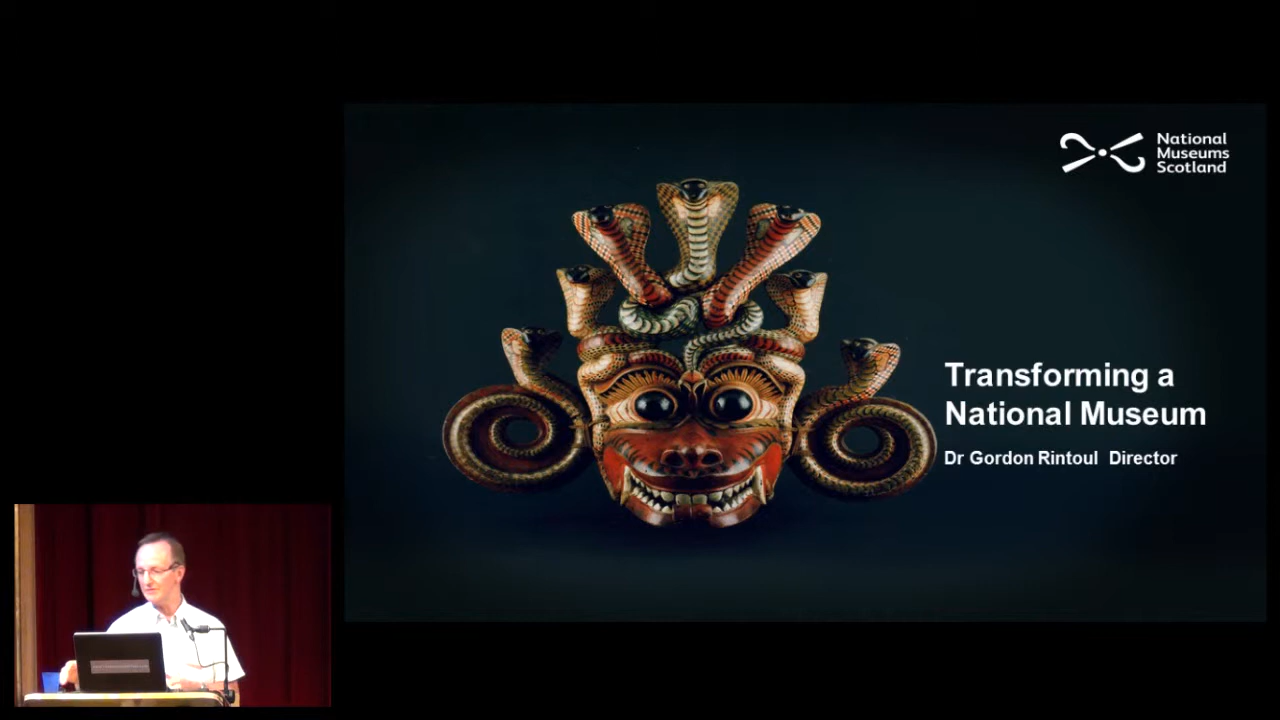 National
Museums
Scotland
Transforming a
National Museum
Dr Gordon Rintoul Director